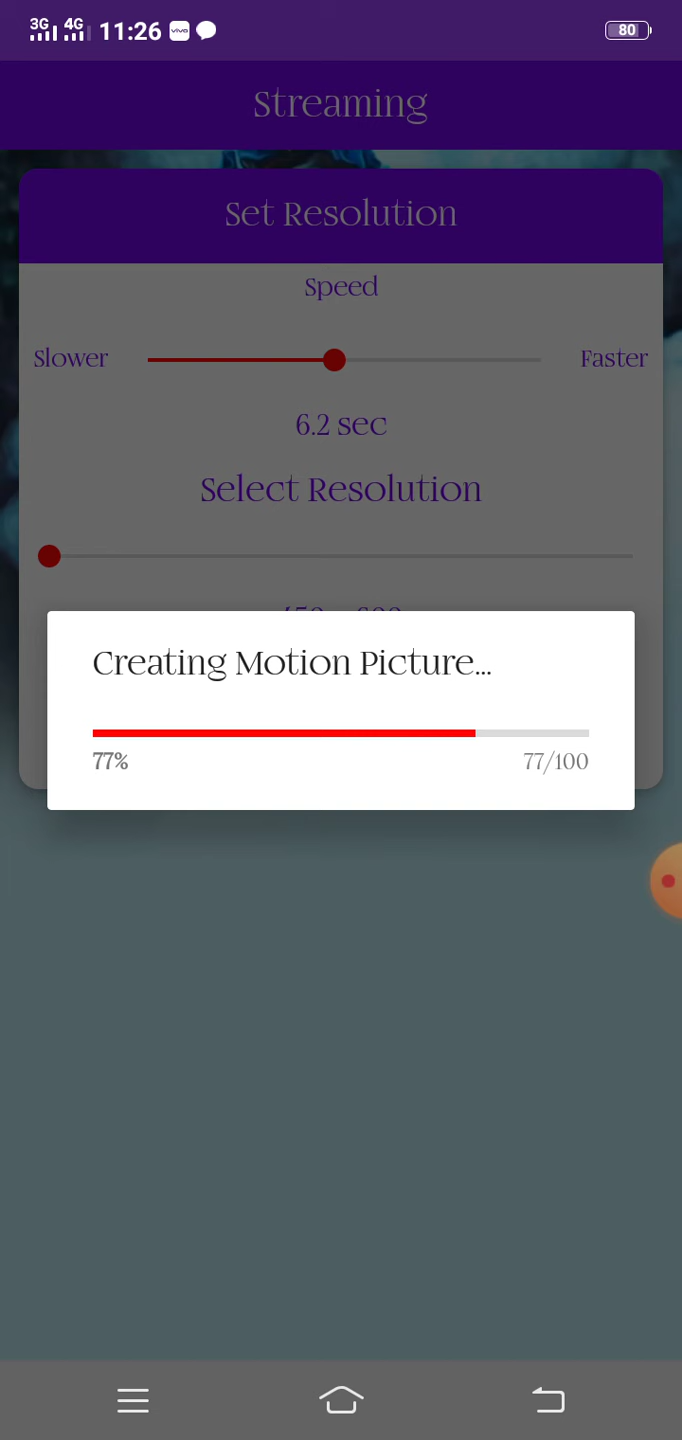 3G 4G 11:26 vivo 80
Streaming
Set Resolution
Speed
Slower Faster
6.2 sec
Select Resolution
Creating Motion Picture...
77% 77/100